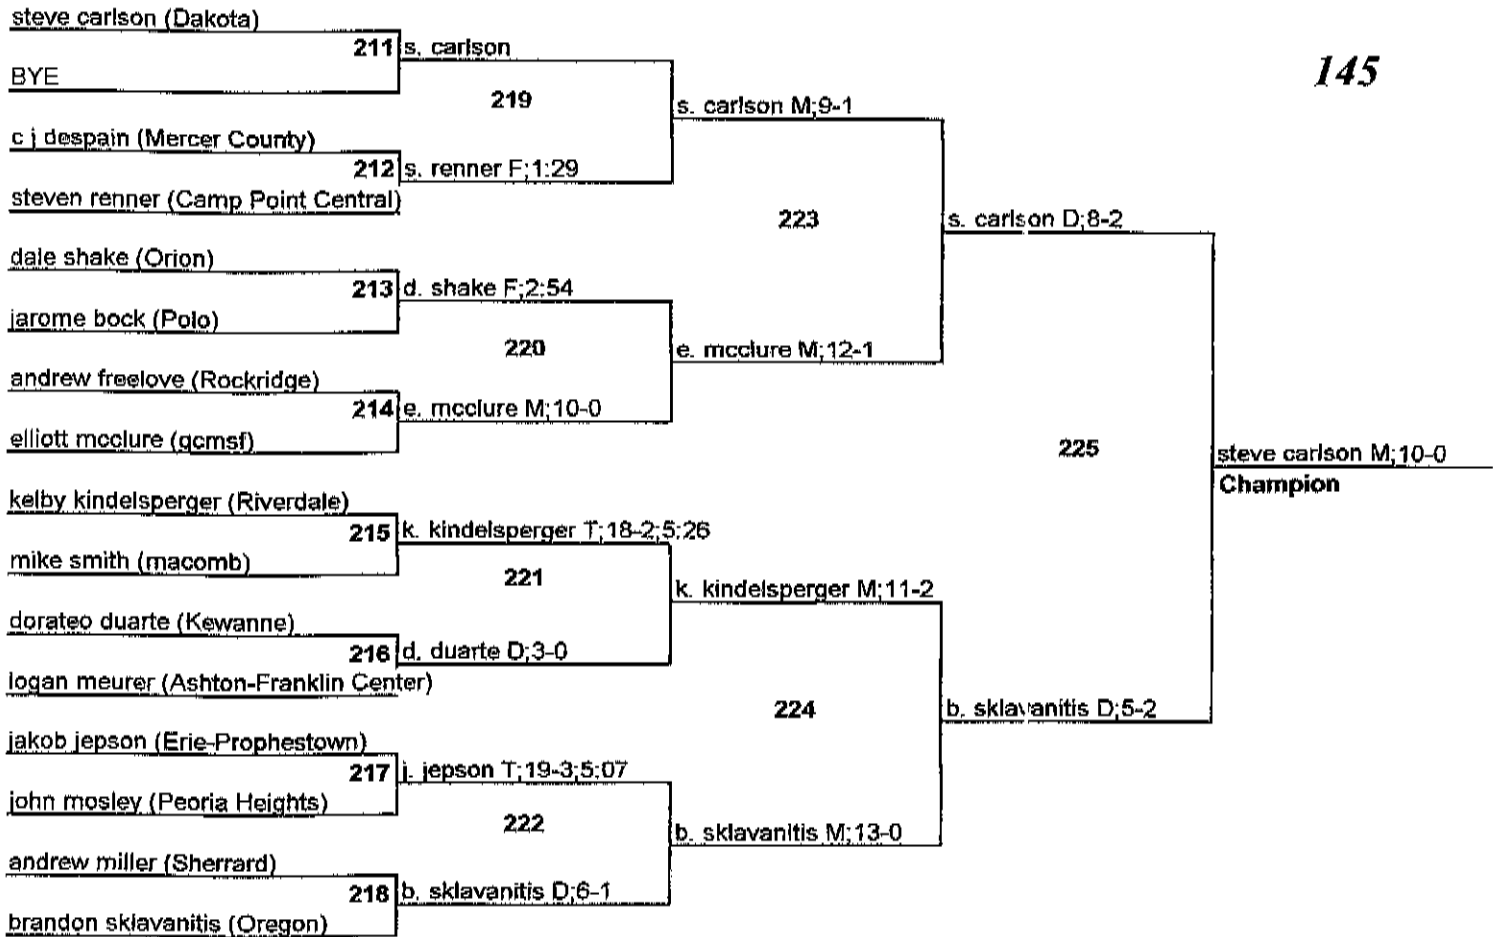 steve carlson (Dakota)
211 s. carlson
BYE
145
219
s. carlson M;9-1
c j despain (Mercer County)
212 s. renner F;1:29
steven renner (Camp Point Central)
223
s. carlson D;8-2
dale shake (Orion)
213 d. shake F;2:54
jarome bock (Polo)
220
e. mcclure M;12-1
andrew freelove (Rockridge)
214 e. mcclure M;10-0
elliott mcclure (gcmsf)
225
steve carlson M;10-0
Champion
kelby kindelsperger (Riverdale)
215 k. kindelsperger T;18-2;5:26
mike smith (macomb)
221
k. kindelsperger M;11-2
dorateo duarte (Kewanne)
216 d. duarte D;3-0
logan meurer (Ashton-Franklin Center)
224
b. sklavanitis D;5-2
jakob jepson (Erie-Prophestown)
217 j. jepson T;19-3;5:07
john mosley (Peoria Heights)
222
b. sklavanitis M;13-0
andrew miller (Sherrard)
218 b. sklavanitis D;6-1
brandon sklavanitis (Oregon)